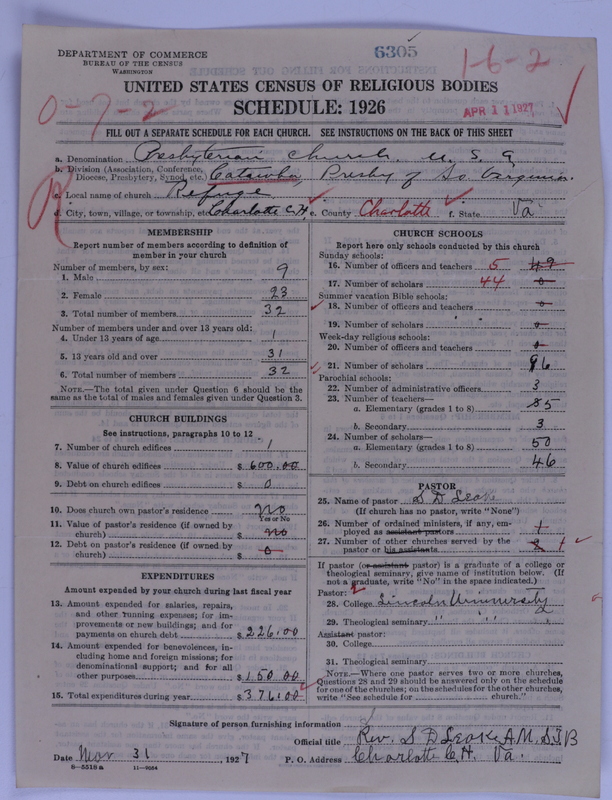 DEPARTMENT OF COMMERCE
BUREAU OF THE CENSUS
WASHINGTON
6305
1-6-2
0-7-2
APR 11 1927
UNITED STATES CENSUS OF RELIGIOUS BODIES
SCHEDULE: 1926
FILL OUT A SEPARATE SCHEDULE FOR EACH CHURCH. SEE INSTRUCTIONS ON THE BACK OF THIS SHEET
a. Denomination Presbyterian Church, U.S.A.
b. Division (Association, Conference, Diocese, Presbytery, Synod, etc.) Catawba, Presby of So Virginia.
c. Local name of church Refuge
R
d. City, town, village, or township, etc. Charlotte C.H. e. County Charlotte f. State Va
MEMBERSHIP
Report number of members according to definition of
member in your church
Number of members, by sex:
1. Male 9
2. Female 23
3. Total number of members 32
Number of members under and over 13 years old:
4. Under 13 years of age 1
5. 13 years old and over 31
6. Total number of members 32
NOTE.—The total given under Question 6 should be
the same as the total of males and females given under Question 3.
CHURCH BUILDINGS
See instructions, paragraphs 10 to 12
7. Number of church edifices 1
8. Value of church edifices $ 600.00
9. Debt on church edifices $ 0
10. Does church own pastor's residence? no
Yes or No
11. Value of pastor's residence (if owned by
church) $ no
12. Debt on pastor's residence (if owned by
church) $ 0
EXPENDITURES
Amount expended by your church during last fiscal year
13. Amount expended for salaries, repairs,
and other running expenses; for im-
provements or new buildings; and for
payments on church debt $ 226.00
14. Amount expended for benevolences, in-
cluding home and foreign missions; for
denominational support; and for all
other purposes $ 150.00
15. Total expenditures during year $ 376.00
CHURCH SCHOOLS
Report here only schools conducted by this church
Sunday schools:
16. Number of officers and teachers 5 49
17. Number of scholars 44 0
Summer vacation Bible schools:
18. Number of officers and teachers 0
19. Number of scholars 0
Week-day religious schools:
20. Number of officers and teachers 0
21. Number of scholars 96
Parochial schools:
22. Number of administrative officers 3
23. Number of teachers—
a. Elementary (grades 1 to 8) 5
b. Secondary 3
24. Number of scholars—
a. Elementary (grades 1 to 8) 50
b. Secondary 46
PASTOR
25. Name of pastor S D Leak
(If church has no pastor, write "None")
26. Number of ordained ministers, if any, em-
ployed as assistant pastors 1
27. Number of other churches served by the
pastor or his assistants 1
If pastor (or assistant pastor) is a graduate of a college or
theological seminary, give name of institution below. (If
not a graduate, write "No" in the space indicated.)
Pastor: 2
28. College Lincoln University
29. Theological seminary " "
Assistant pastor:
30. College
31. Theological seminary
NOTE.—Where one pastor serves two or more churches,
Questions 28 and 29 should be answered only on the schedule
for one of the churches; on the schedules for the other churches,
write "See schedule for church."
Signature of person furnishing information
Official title Rev. S D Leake A.M. S.T.B
Date Mar 31 1927 P. O. Address Charlotte C.H. Va.
8—5518a 11—9664